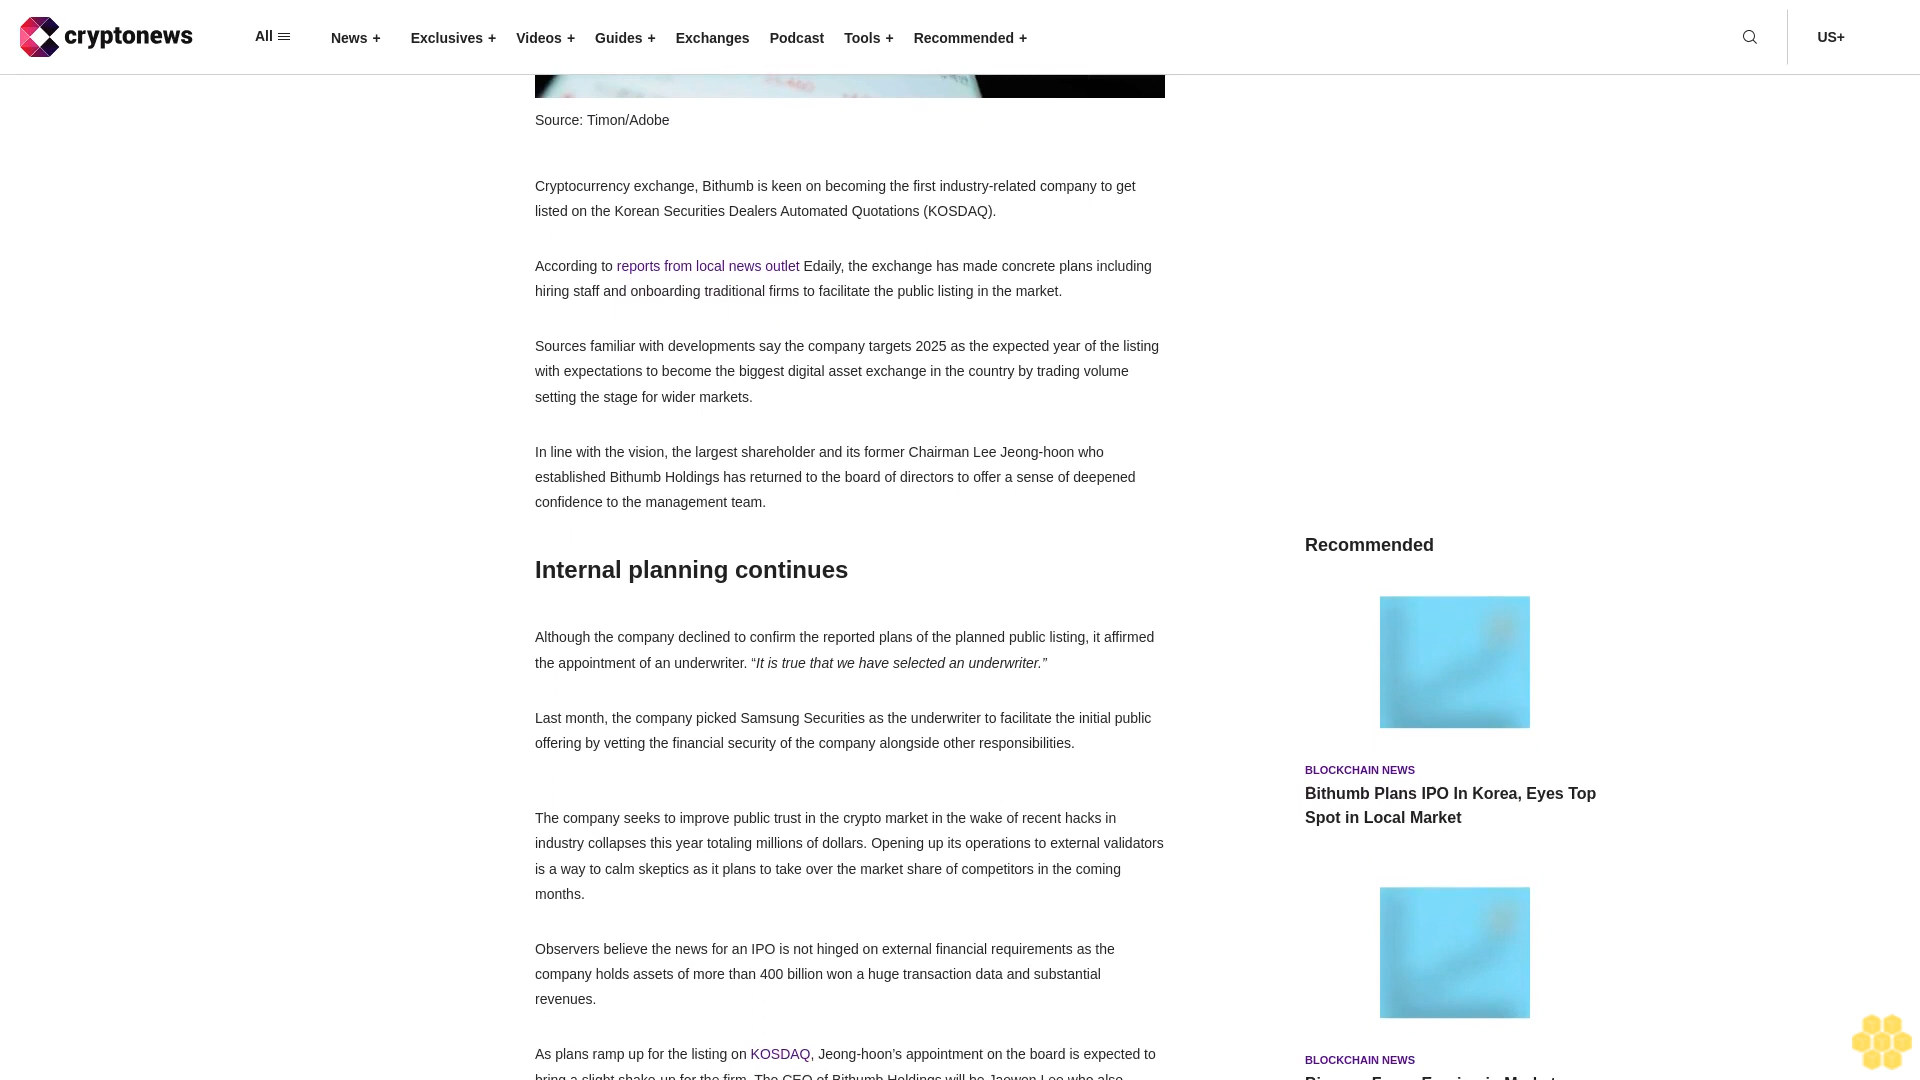 cryptonews
All
News +
Exclusives +
Videos +
Guides +
Exchanges
Podcast
Tools +
Recommended +
US+
Source: Timon/Adobe
Cryptocurrency exchange, Bithumb is keen on becoming the first industry-related company to get
listed on the Korean Securities Dealers Automated Quotations (KOSDAQ).
According to reports from local news outlet Edaily, the exchange has made concrete plans including
hiring staff and onboarding traditional firms to facilitate the public listing in the market.
Sources familiar with developments say the company targets 2025 as the expected year of the listing
with expectations to become the biggest digital asset exchange in the country by trading volume
setting the stage for wider markets.
In line with the vision, the largest shareholder and its former Chairman Lee Jeong-hoon who
established Bithumb Holdings has returned to the board of directors to offer a sense of deepened
confidence to the management team.
Internal planning continues
Although the company declined to confirm the reported plans of the planned public listing, it affirmed
the appointment of an underwriter. “It is true that we have selected an underwriter.”
Last month, the company picked Samsung Securities as the underwriter to facilitate the initial public
offering by vetting the financial security of the company alongside other responsibilities.
The company seeks to improve public trust in the crypto market in the wake of recent hacks in
industry collapses this year totaling millions of dollars. Opening up its operations to external validators
is a way to calm skeptics as it plans to take over the market share of competitors in the coming
months.
Observers believe the news for an IPO is not hinged on external financial requirements as the
company holds assets of more than 400 billion won a huge transaction data and substantial
revenues.
As plans ramp up for the listing on KOSDAQ, Jeong-hoon’s appointment on the board is expected to
bring a slight shake-up for the firm. The CEO of Bithumb Holdings will be Jaewon Lee who also
Recommended
BLOCKCHAIN NEWS
Bithumb Plans IPO In Korea, Eyes Top
Spot in Local Market
BLOCKCHAIN NEWS